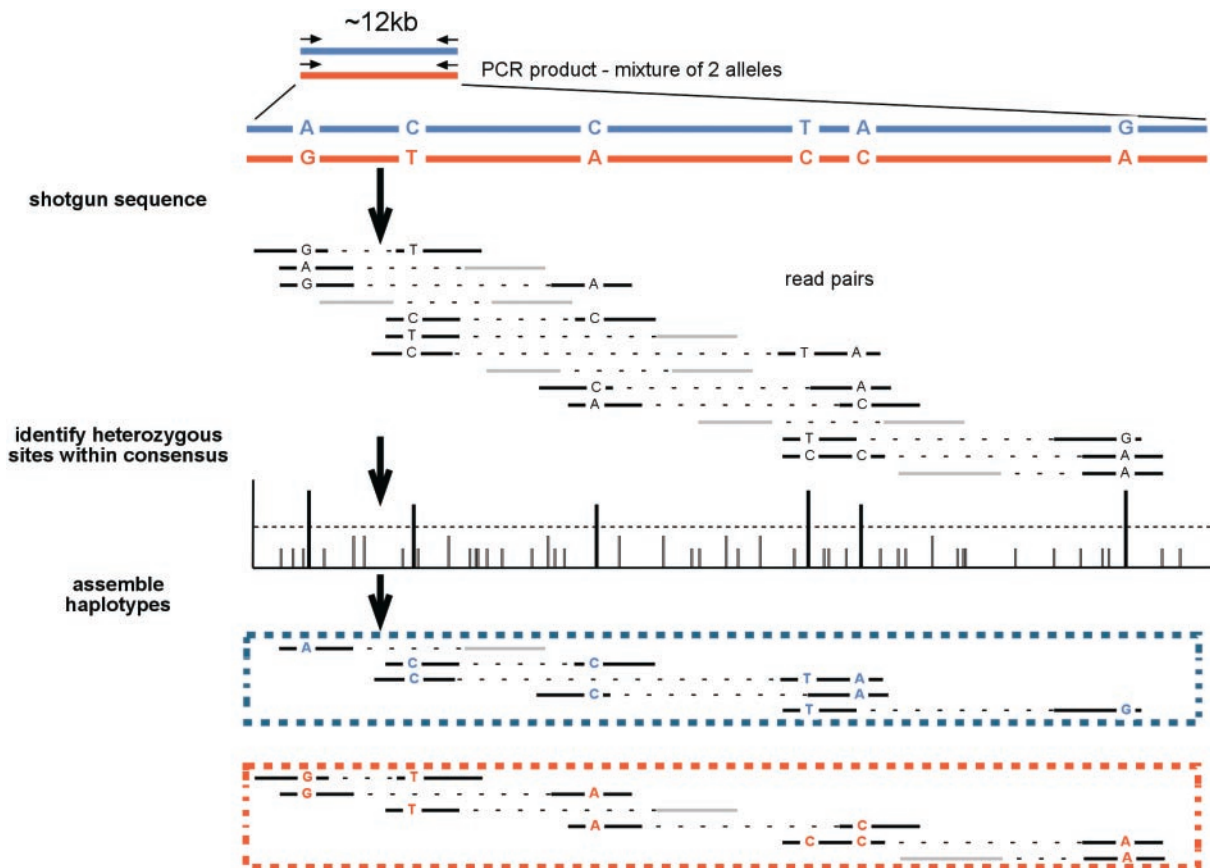 ~12kb
PCR product - mixture of 2 alleles
A C C T A G
G T A C C A
shotgun sequence
G T
A
read pairs
G A
C C
T
C T A
C A
A C
identify heterozygous
sites within consensus
T G
C C A
A
assemble
haplotypes
A
C C
C T A
C A
T G
G T
G A
T
A C
C C A
A